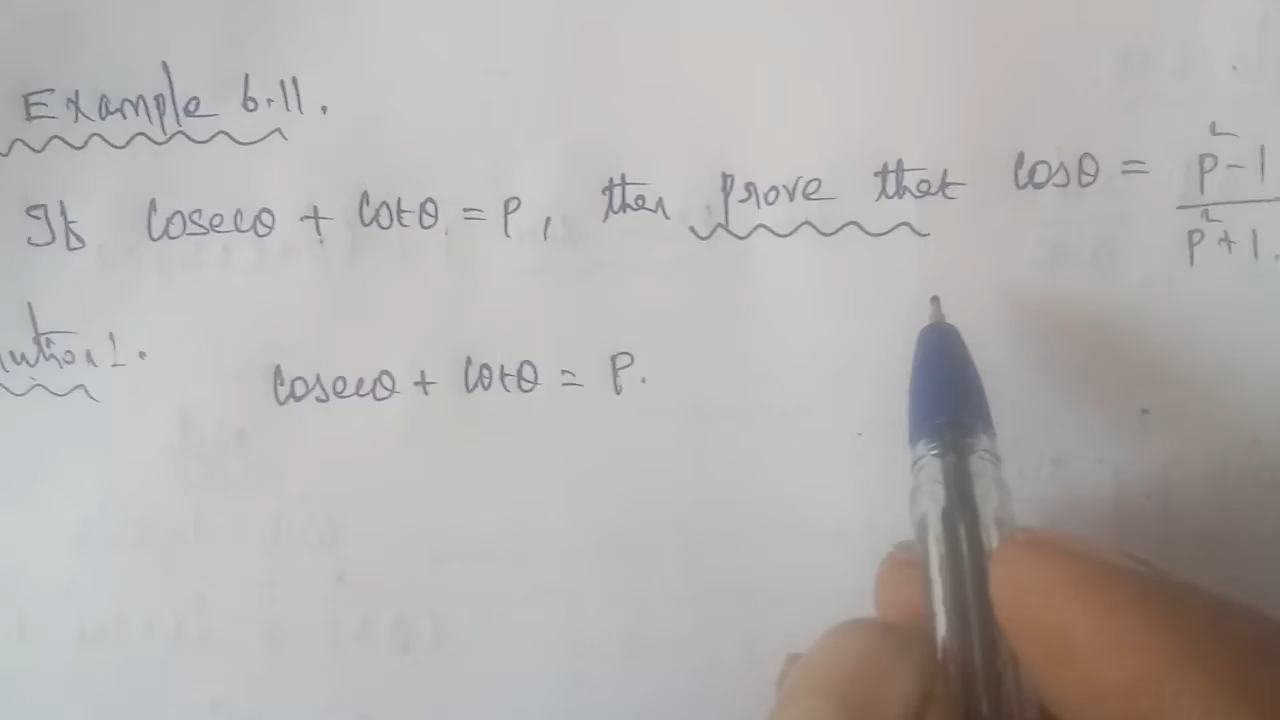 Example 6.11.
If Cosecθ + Cotθ = P, then prove that Cosθ = P²-1 / P²+1.
Cosecθ + Cotθ = P.